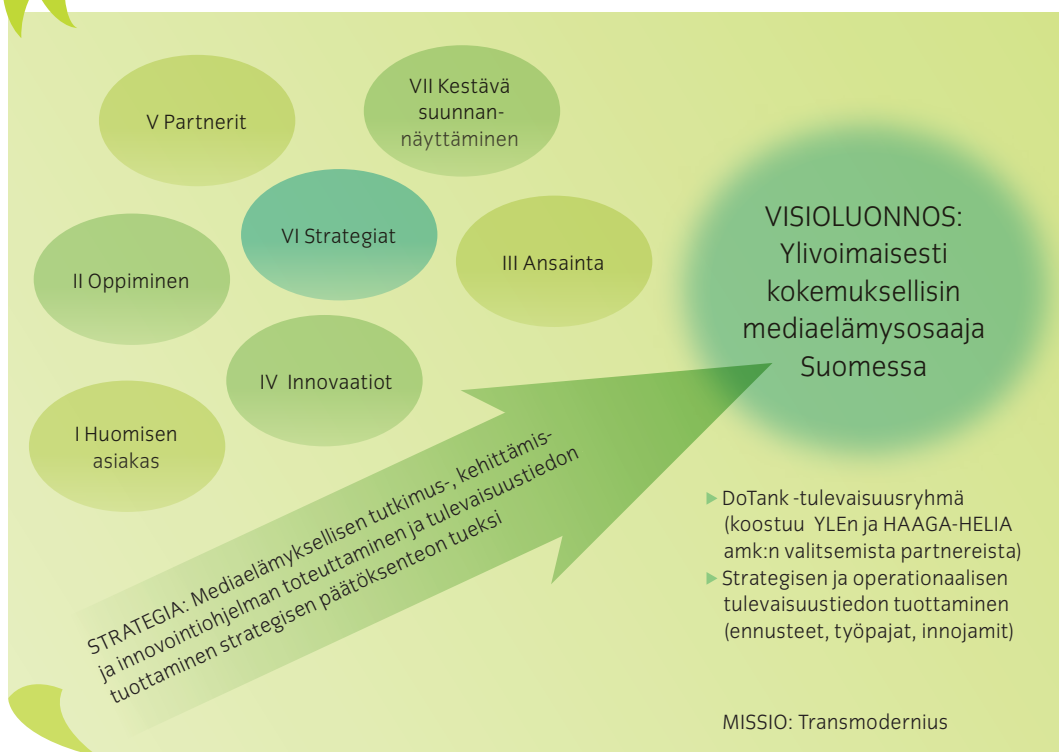 V Partnerit
VII Kestävä
suunnan-
näyttäminen
VI Strategiat
II Oppiminen
III Ansainta
IV Innovaatiot
I Huomisen
asiakas
VISIOLUONNOS:
Ylivoimaisesti
kokemuksellisin
mediaelämysosaaja
Suomessa
STRATEGIA: Mediaelämyksellisen tutkimus-, kehittämis-
ja innovointiohjelman toteuttaminen ja tulevaisuustiedon
tuottaminen strategisen päätöksenteon tueksi
▶ DoTank -tulevaisuusryhmä
(koostuu YLEn ja HAAGA-HELIA
amk:n valitsemista partnereista)
▶ Strategisen ja operationaalisen
tulevaisuustiedon tuottaminen
(ennusteet, työpajat, innojamit)
MISSIO: Transmodernius